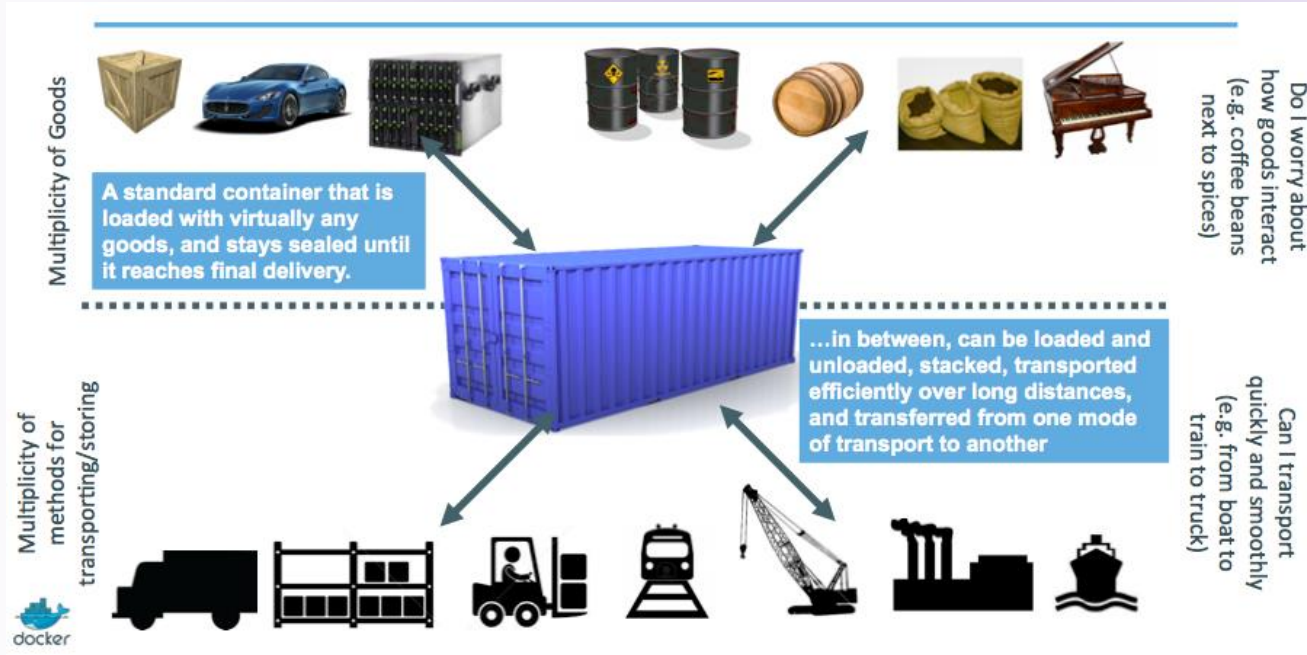 Multiplicity of Goods
A standard container that is
loaded with virtually any
goods, and stays sealed until
it reaches final delivery.
Do I worry about
how goods interact
(e.g. coffee beans
next to spices)
Multiplicity of
methods for
transporting/storing
…in between, can be loaded and
unloaded, stacked, transported
efficiently over long distances,
and transferred from one mode
of transport to another
Can I transport
quickly and smoothly
(e.g. from boat to
train to truck)
docker